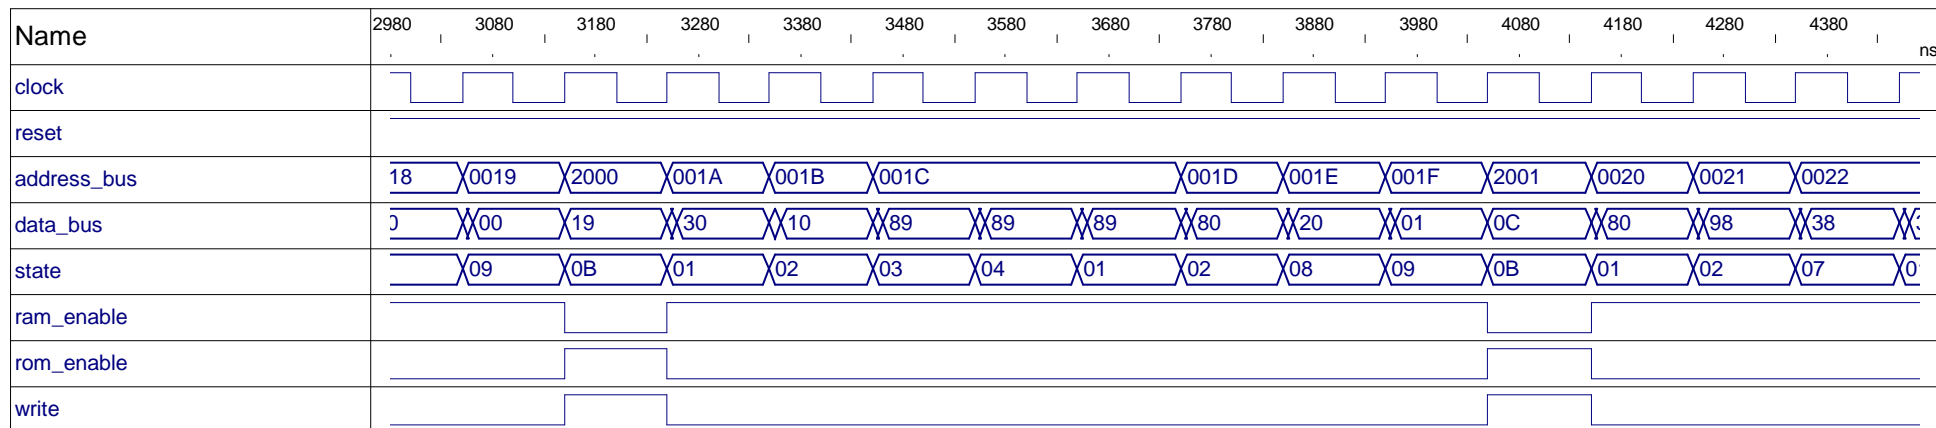 Name 2980 3080 3180 3280 3380 3480 3580 3680 3780 3880 3980 4080 4180 4280 4380
ns
clock
reset
address_bus 18 0019 2000 001A 001B 001C 001D 001E 001F 2001 0020 0021 0022
data_bus 00 19 30 10 89 89 89 80 20 01 0C 80 98 38
state 09 0B 01 02 03 04 01 02 08 09 0B 01 02 07
ram_enable
rom_enable
write